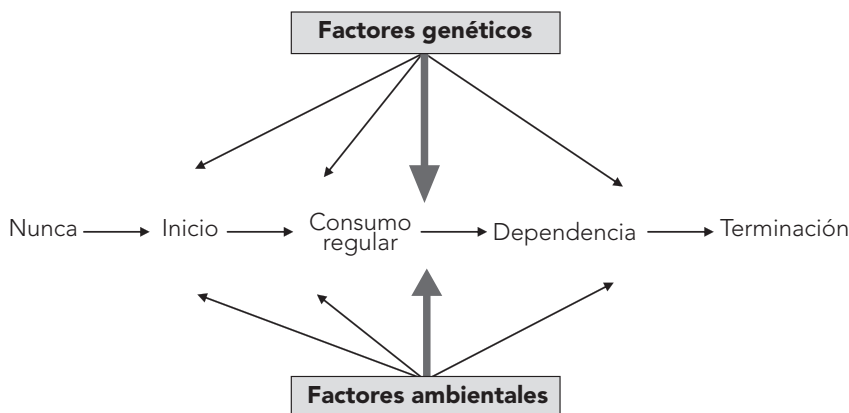 Factores genéticos
Nunca
Inicio
Consumo
regular
Dependencia
Terminación
Factores ambientales